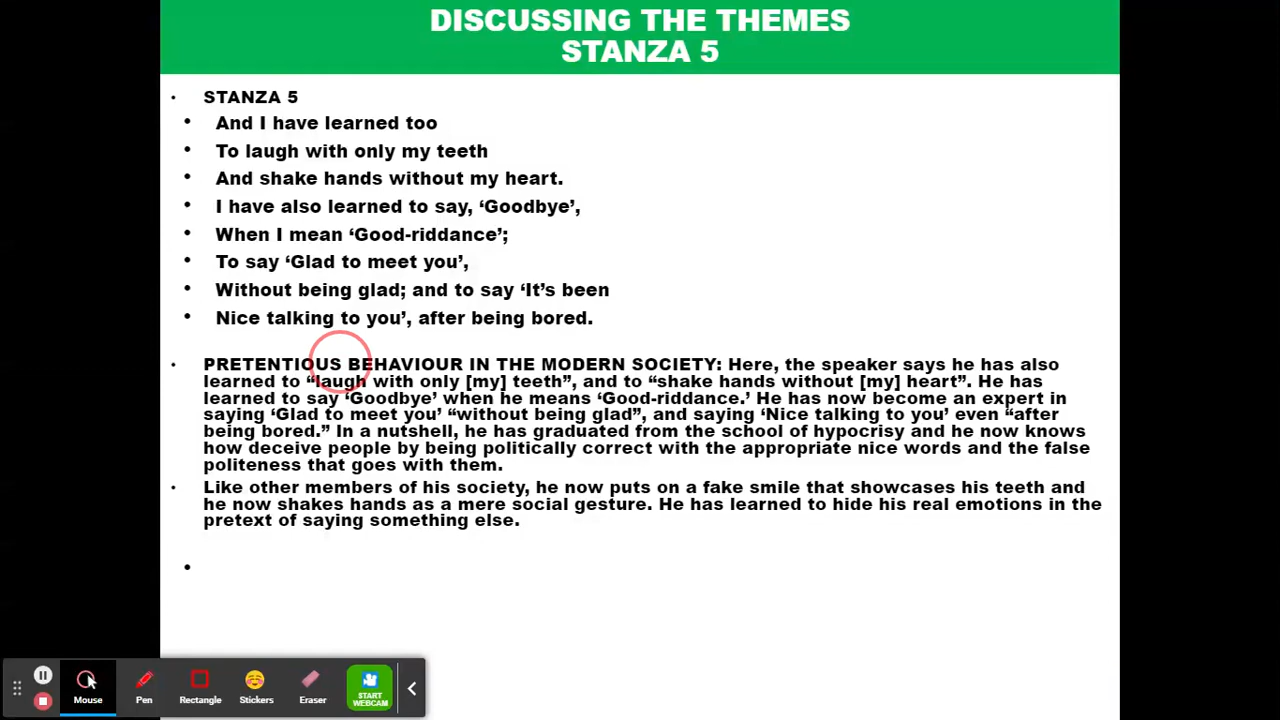 DISCUSSING THE THEMES
STANZA 5
• STANZA 5
• And I have learned too
• To laugh with only my teeth
• And shake hands without my heart.
• I have also learned to say, ‘Goodbye’,
• When I mean ‘Good-riddance’;
• To say ‘Glad to meet you’,
• Without being glad; and to say ‘It’s been
• Nice talking to you’, after being bored.
• PRETENTIOUS BEHAVIOUR IN THE MODERN SOCIETY: Here, the speaker says he has also
learned to “laugh with only [my] teeth”, and to “shake hands without [my] heart”. He has
learned to say ‘Goodbye’ when he means ‘Good-riddance.’ He has now become an expert in
saying ‘Glad to meet you’ “without being glad”, and saying ‘Nice talking to you’ even “after
being bored.” In a nutshell, he has graduated from the school of hypocrisy and he now knows
how deceive people by being politically correct with the appropriate nice words and the false
politeness that goes with them.
• Like other members of his society, he now puts on a fake smile that showcases his teeth and
he now shakes hands as a mere social gesture. He has learned to hide his real emotions in the
pretext of saying something else.
•
Mouse Pen Rectangle Stickers Eraser START
WEBCAM